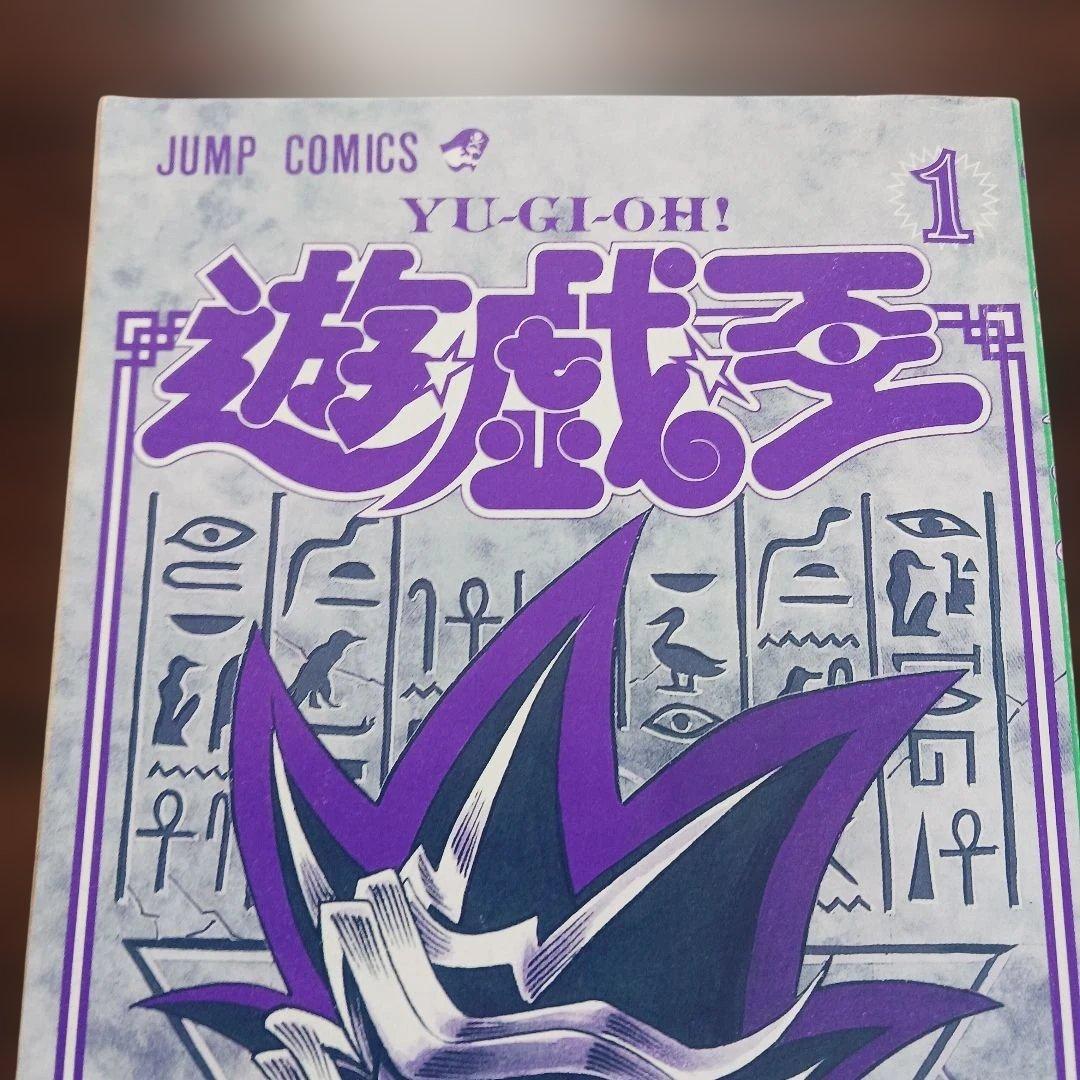 JUMP COMICS
1
YU-GI-OH!
遊☆戯☆王